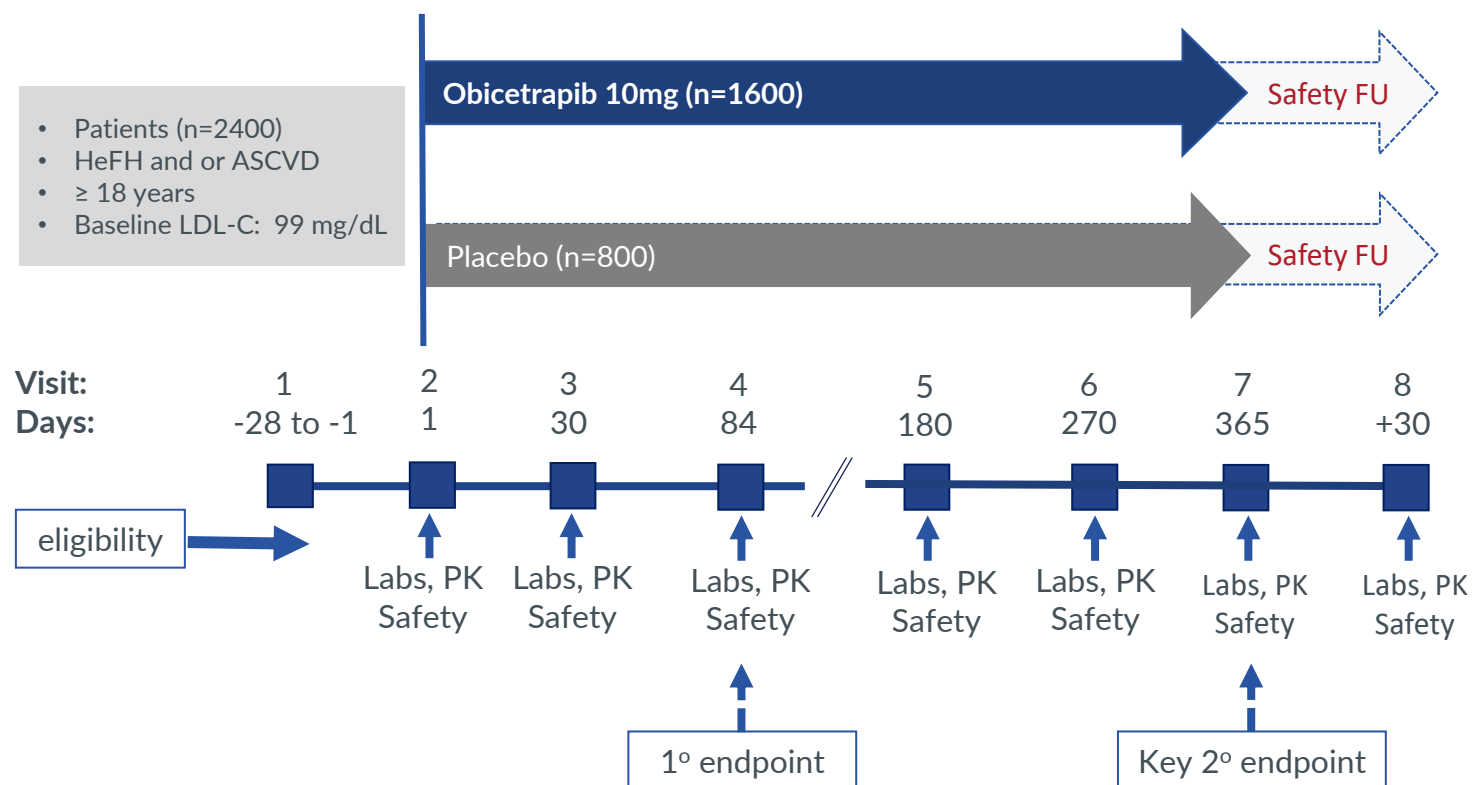 Obicetrapib 10mg (n=1600)
Safety FU
• Patients (n=2400)
• HeFH and or ASCVD
• ≥ 18 years
• Baseline LDL-C: 99 mg/dL
Placebo (n=800)
Safety FU
Visit: 1 2 3 4 5 6 7 8
Days: -28 to -1 1 30 84 180 270 365 +30
eligibility
Labs, PK Labs, PK Labs, PK Labs, PK Labs, PK Labs, PK Labs, PK
Safety Safety Safety Safety Safety Safety Safety
1º endpoint
Key 2º endpoint